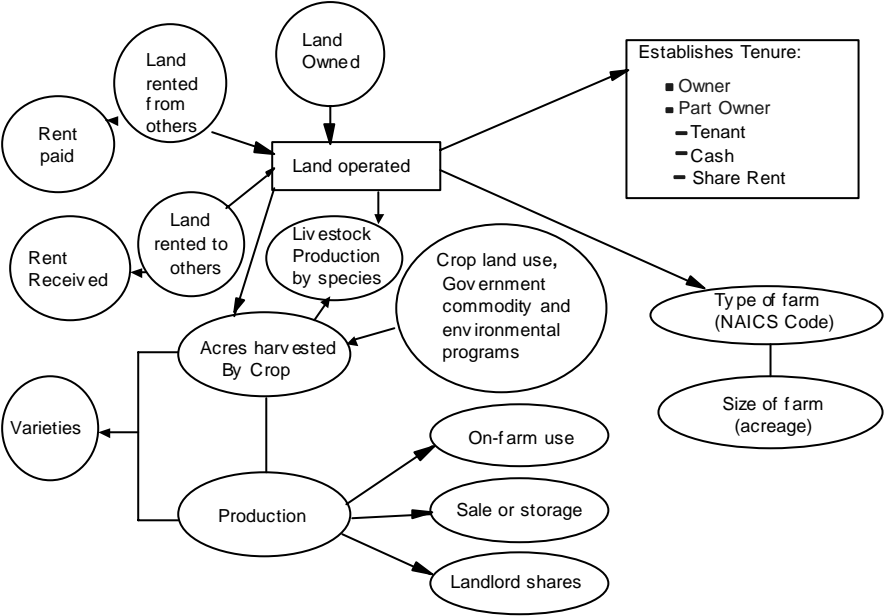 Land
rented
from
others
Land
Owned
Establishes Tenure:
▪ Owner
▪ Part Owner
– Tenant
– Cash
– Share Rent
Rent
paid
Land operated
Land
rented to
others
Rent
Received
Livestock
Production
by species
Crop land use,
Government
commodity and
environmental
programs
Type of farm
(NAICS Code)
Acres harvested
By Crop
Size of farm
(acreage)
Varieties
On-farm use
Production
Sale or storage
Landlord shares